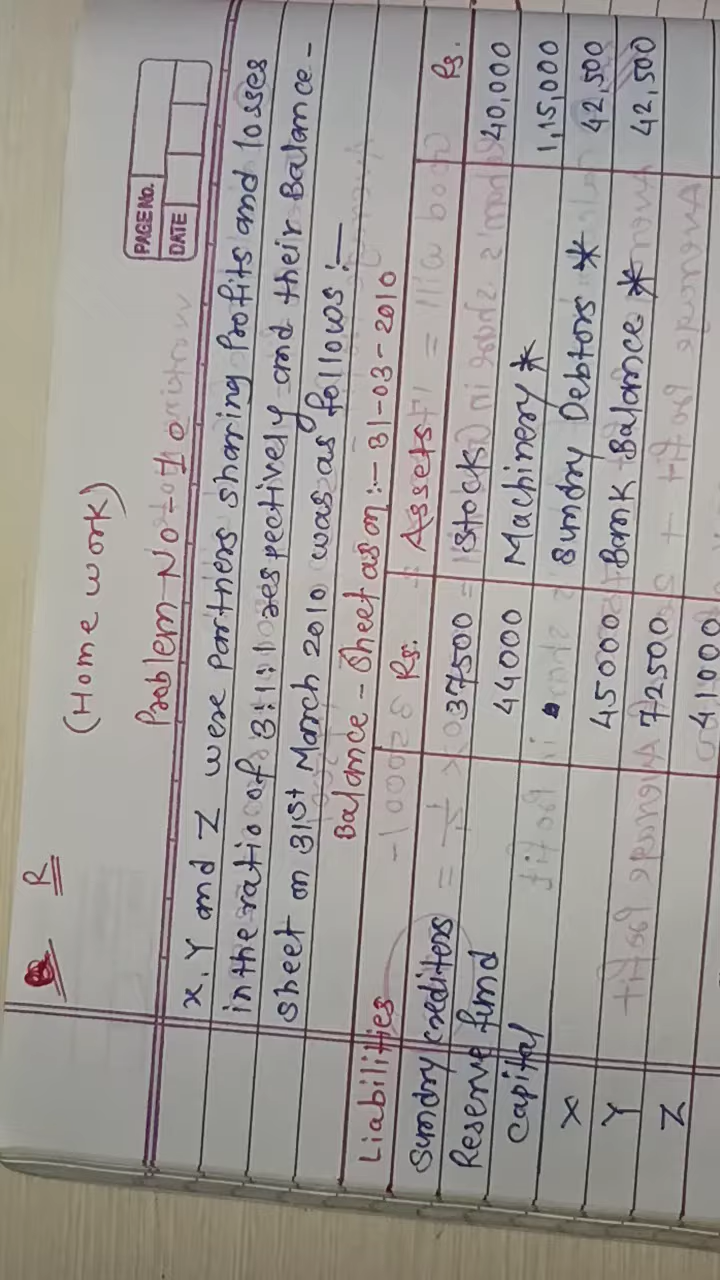 R
(Home work)
PAGE NO.
DATE
Problem-No-10
X, Y and Z were partners sharing Profits and losses
in the ratio of 3:1:1 respectively and their Balance-
sheet on 31st March 2010 was as follows :-
Balance-Sheet as on :- 31-03-2010
Liabilities Rs. Assets Rs.
Sundry crediters 37500 Stock 40,000
Reserve fund 44000 Machinery * 1,15,000
Capital Sundry Debtors * 42,500
X 45000 Bank Balance * 42,500
Y 72500
Z 41000